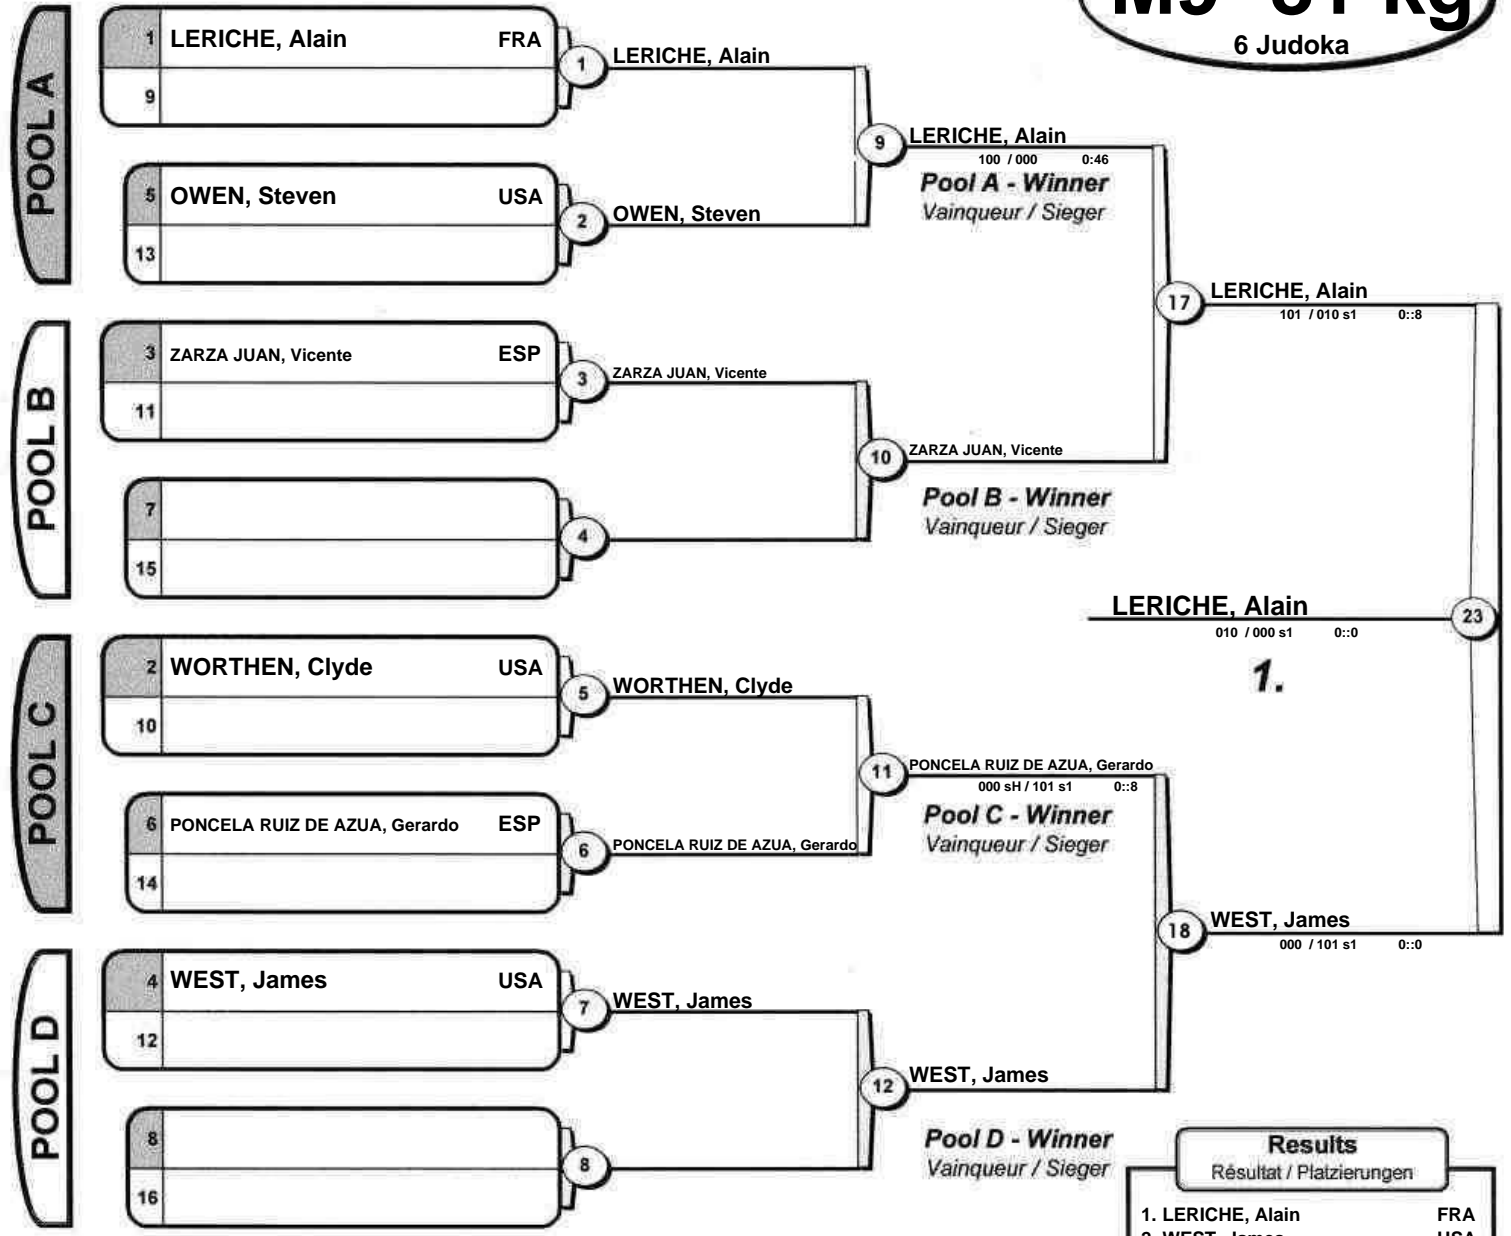 M9 -81 kg
6 Judoka
POOL A
1 LERICHE, Alain FRA
9
1 LERICHE, Alain
5 OWEN, Steven USA
13
2 OWEN, Steven
9 LERICHE, Alain
100 / 000 0:46
Pool A - Winner
Vainqueur / Sieger
POOL B
3 ZARZA JUAN, Vicente ESP
11
3 ZARZA JUAN, Vicente
7
15
4
10 ZARZA JUAN, Vicente
Pool B - Winner
Vainqueur / Sieger
17 LERICHE, Alain
101 / 010 s1 0::8
LERICHE, Alain 23
010 / 000 s1 0::0
1.
POOL C
2 WORTHEN, Clyde USA
10
5 WORTHEN, Clyde
6 PONCELA RUIZ DE AZUA, Gerardo ESP
14
6 PONCELA RUIZ DE AZUA, Gerardo
11 PONCELA RUIZ DE AZUA, Gerardo
000 sH / 101 s1 0::8
Pool C - Winner
Vainqueur / Sieger
18 WEST, James
000 / 101 s1 0::0
POOL D
4 WEST, James USA
12
7 WEST, James
8
16
8
12 WEST, James
Pool D - Winner
Vainqueur / Sieger
Results
Résultat / Platzierungen
1. LERICHE, Alain FRA
2. WEST, James USA